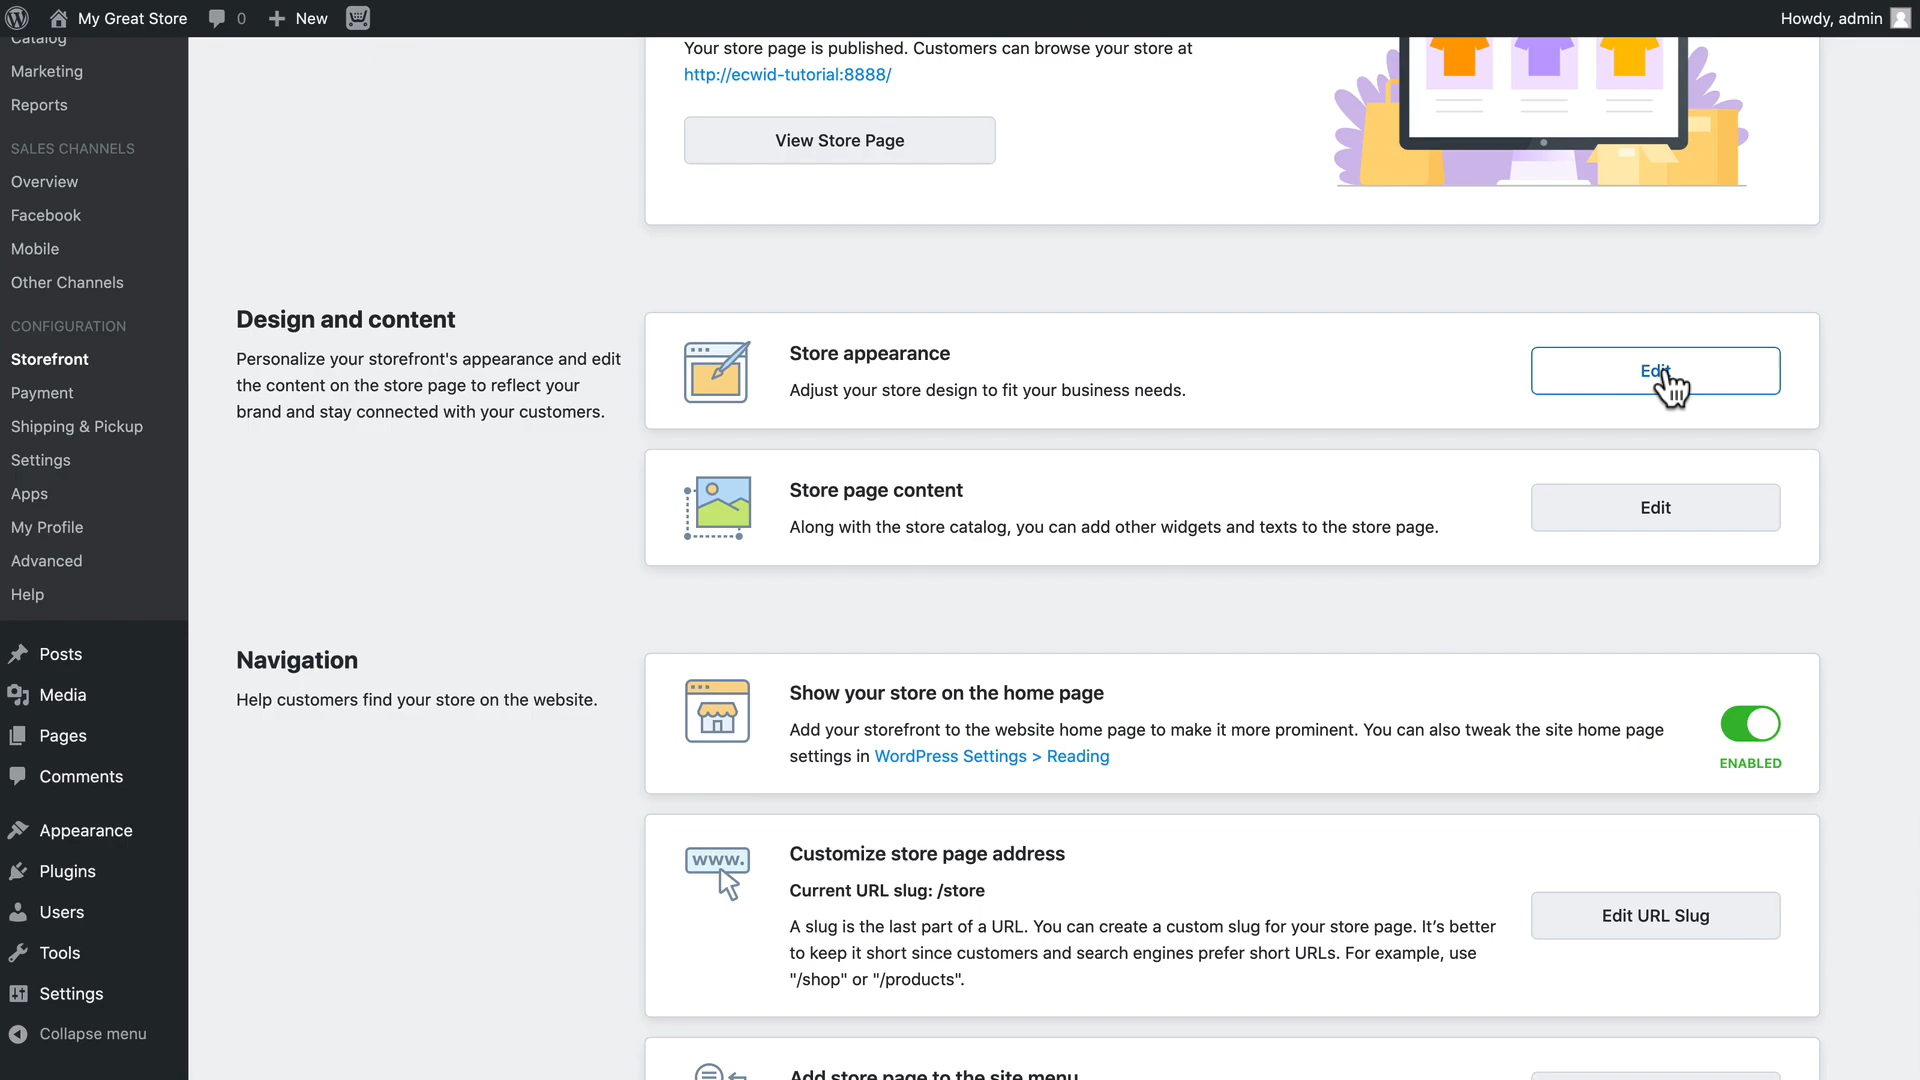 My Great Store
0
New
Howdy, admin
Catalog
Marketing
Reports
SALES CHANNELS
Overview
Facebook
Mobile
Other Channels
CONFIGURATION
Storefront
Payment
Shipping & Pickup
Settings
Apps
My Profile
Advanced
Help
Posts
Media
Pages
Comments
Appearance
Plugins
Users
Tools
Settings
Collapse menu
Your store page is published. Customers can browse your store at
http://ecwid-tutorial:8888/
View Store Page
Design and content
Personalize your storefront's appearance and edit
the content on the store page to reflect your
brand and stay connected with your customers.
Store appearance
Adjust your store design to fit your business needs.
Edit
Store page content
Along with the store catalog, you can add other widgets and texts to the store page.
Edit
Navigation
Help customers find your store on the website.
Show your store on the home page
Add your storefront to the website home page to make it more prominent. You can also tweak the site home page
settings in WordPress Settings > Reading
ENABLED
www.
Customize store page address
Current URL slug: /store
A slug is the last part of a URL. You can create a custom slug for your store page. It’s better
to keep it short since customers and search engines prefer short URLs. For example, use
"/shop" or "/products".
Edit URL Slug
Add store page to the site menu